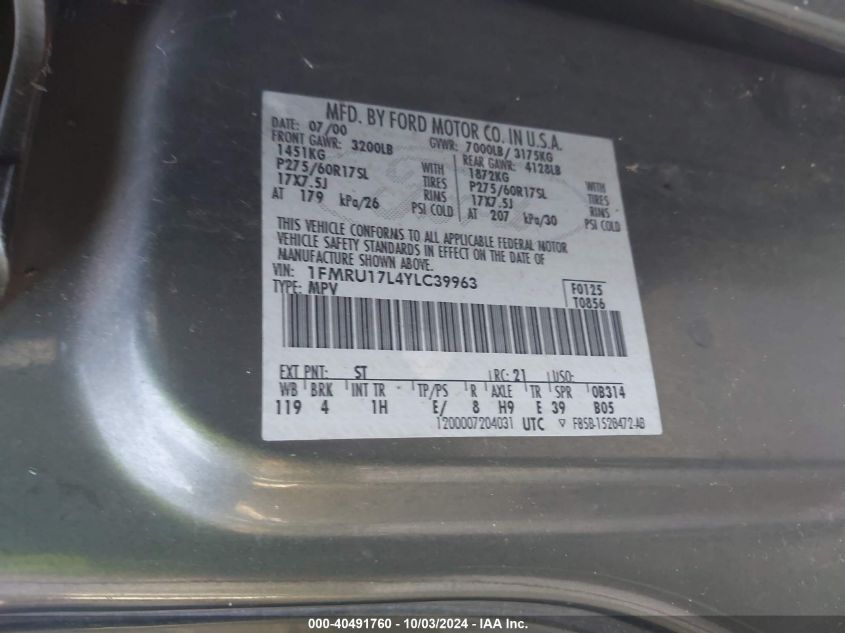 MFD. BY FORD MOTOR CO. IN U.S.A.
DATE: 07/00 GVWR: 7000LB/ 3175KG
FRONT GAWR: 3200LB REAR GAWR: 4128LB
1451KG WITH 1872KG WITH
P275/60R17SL TIRES P275/60R17SL TIRES
17X7.5J RIMS 17X7.5J RIMS
AT 179 kPa/26 PSI COLD AT 207 kPa/30 PSI COLD
THIS VEHICLE CONFORMS TO ALL APPLICABLE FEDERAL MOTOR
VEHICLE SAFETY STANDARDS IN EFFECT ON THE DATE OF
MANUFACTURE SHOWN ABOVE.
VIN: 1FMRU17L4YLC39963 F0125
TYPE: MPV T0856
EXT PNT: ST RC: 21 DSO:
WB BRK INT TR TP/PS R AXLE TR SPR 0B314
119 4 1H E/ 8 H9 E 39 B05
1200007204031 UTC F85B-1520472-AB
000-40491760 - 10/03/2024 - IAA Inc.